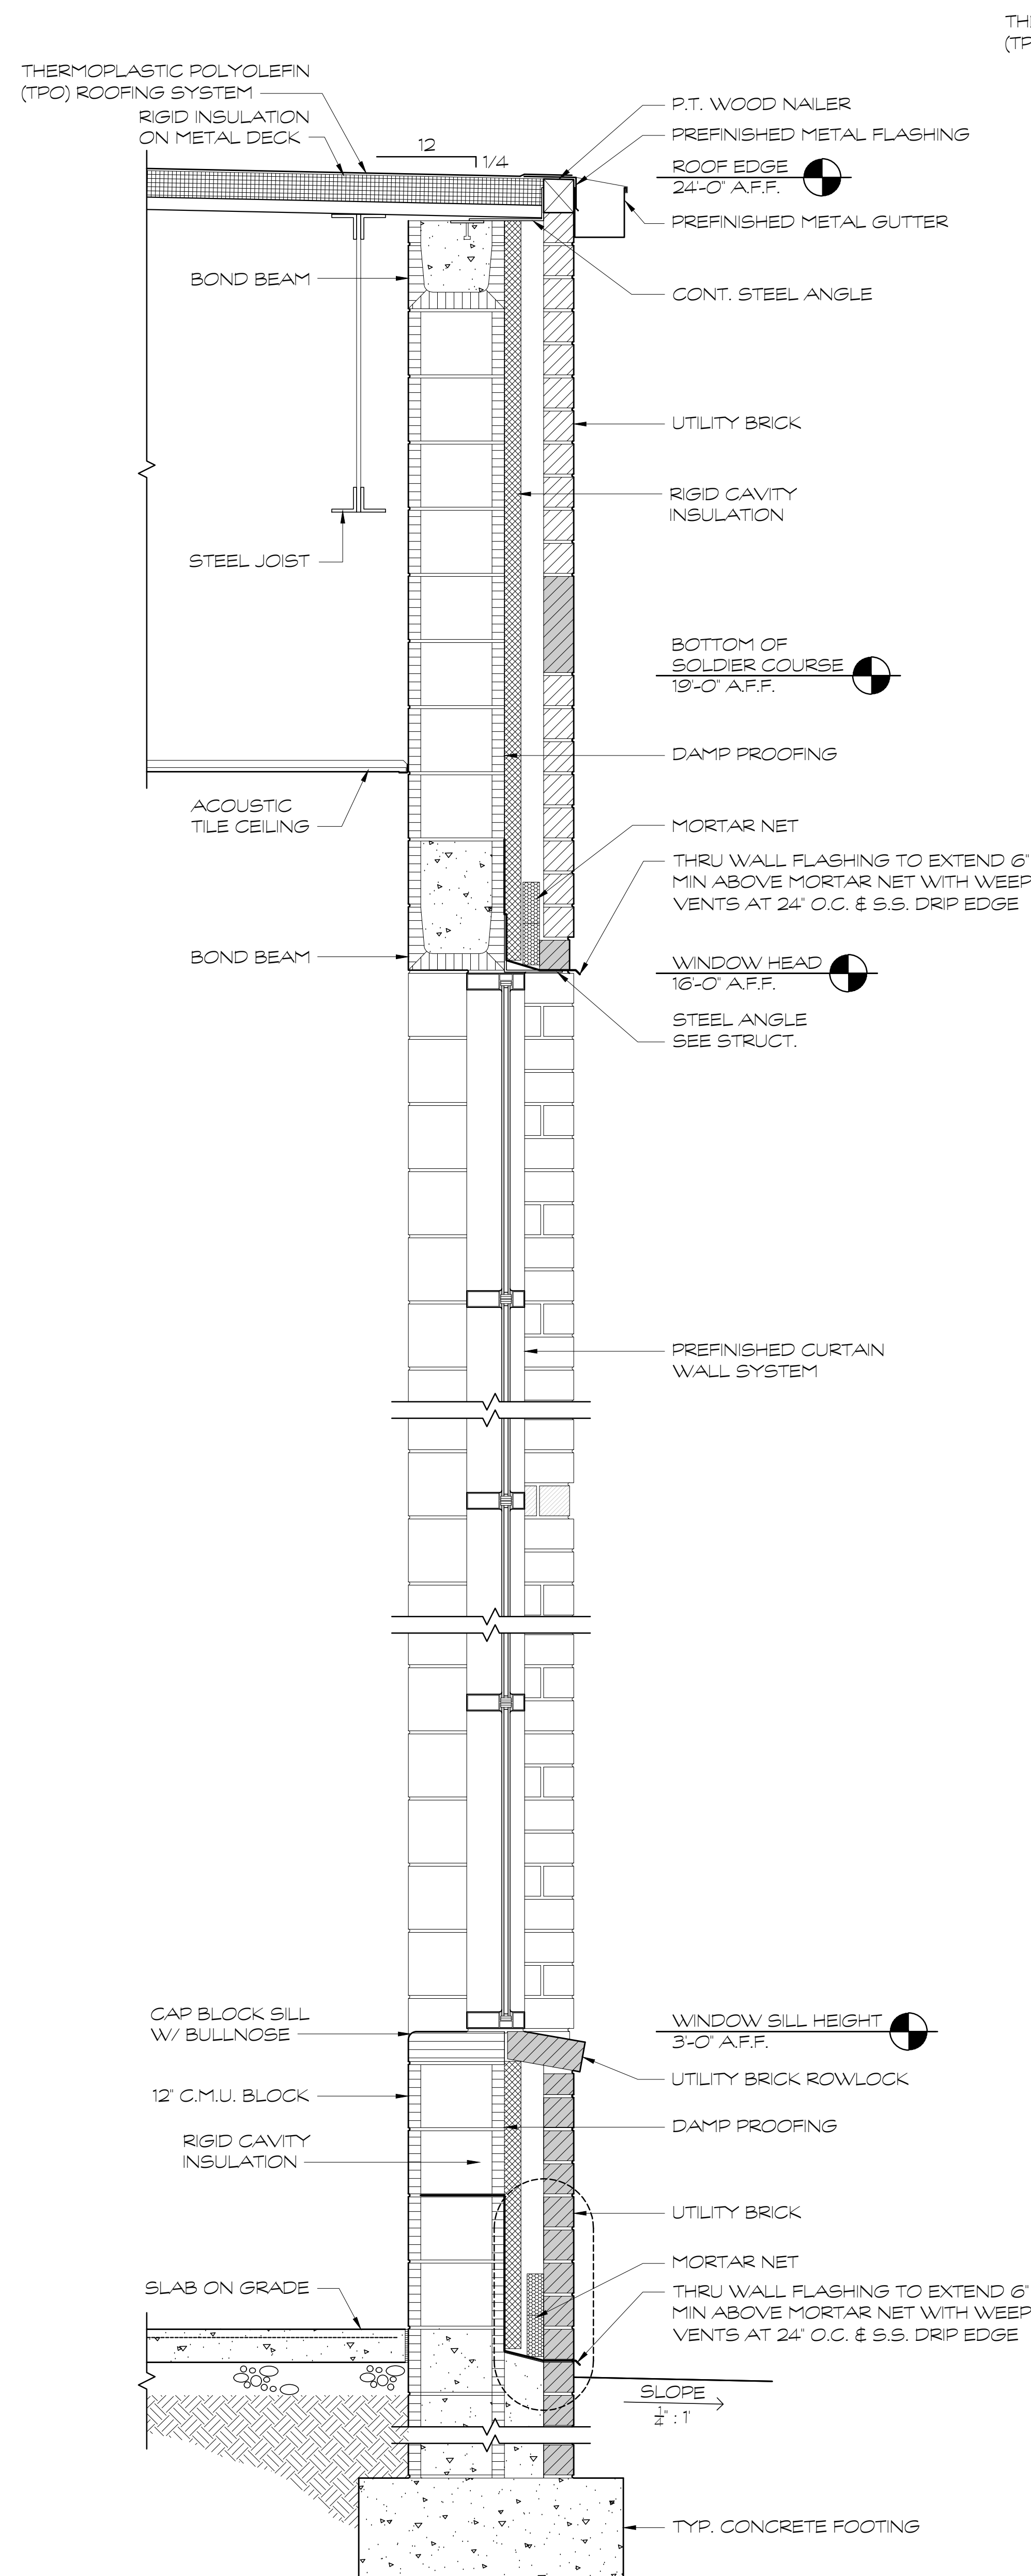 THERMOPLASTIC POLYOLEFIN
(TPO) ROOFING SYSTEM
RIGID INSULATION
ON METAL DECK
12
1/4
P.T. WOOD NAILER
PREFINISHED METAL FLASHING
ROOF EDGE
24'-0" A.F.F.
PREFINISHED METAL GUTTER
BOND BEAM
CONT. STEEL ANGLE
UTILITY BRICK
RIGID CAVITY
INSULATION
STEEL JOIST
BOTTOM OF
SOLDIER COURSE
19'-0" A.F.F.
DAMP PROOFING
ACOUSTIC
TILE CEILING
MORTAR NET
THRU WALL FLASHING TO EXTEND 6"
MIN ABOVE MORTAR NET WITH WEEP
VENTS AT 24" O.C. & S.S. DRIP EDGE
BOND BEAM
WINDOW HEAD
16'-0" A.F.F.
STEEL ANGLE
SEE STRUCT.
PREFINISHED CURTAIN
WALL SYSTEM
CAP BLOCK SILL
W/ BULLNOSE
WINDOW SILL HEIGHT
3'-0" A.F.F.
UTILITY BRICK ROWLOCK
12" C.M.U. BLOCK
DAMP PROOFING
RIGID CAVITY
INSULATION
UTILITY BRICK
MORTAR NET
SLAB ON GRADE
THRU WALL FLASHING TO EXTEND 6"
MIN ABOVE MORTAR NET WITH WEEP
VENTS AT 24" O.C. & S.S. DRIP EDGE
SLOPE
1/4" : 1'
TYP. CONCRETE FOOTING